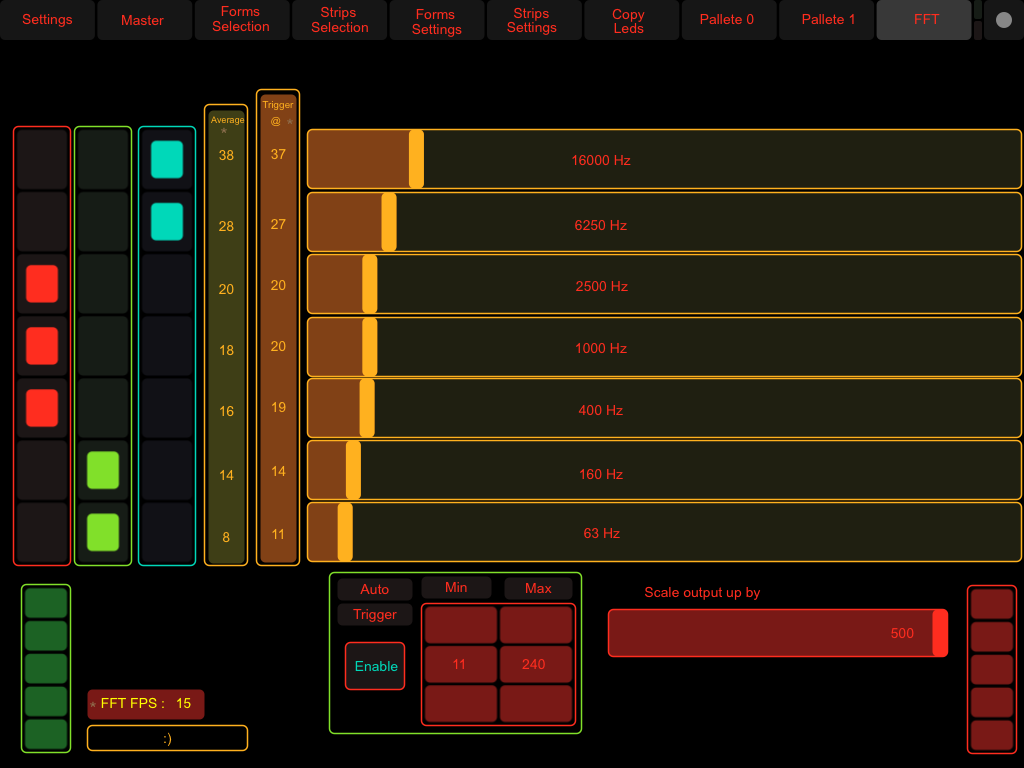 Settings
Master
Forms
Selection
Strips
Selection
Forms
Settings
Strips
Settings
Copy
Leds
Pallete 0
Pallete 1
FFT
Average
*
Trigger
@ *
38
37
16000 Hz
28
27
6250 Hz
20
20
2500 Hz
18
20
1000 Hz
16
19
400 Hz
14
14
160 Hz
8
11
63 Hz
Auto
Trigger
Min
Max
Enable
11
240
Scale output up by
500
* FFT FPS : 15
:)